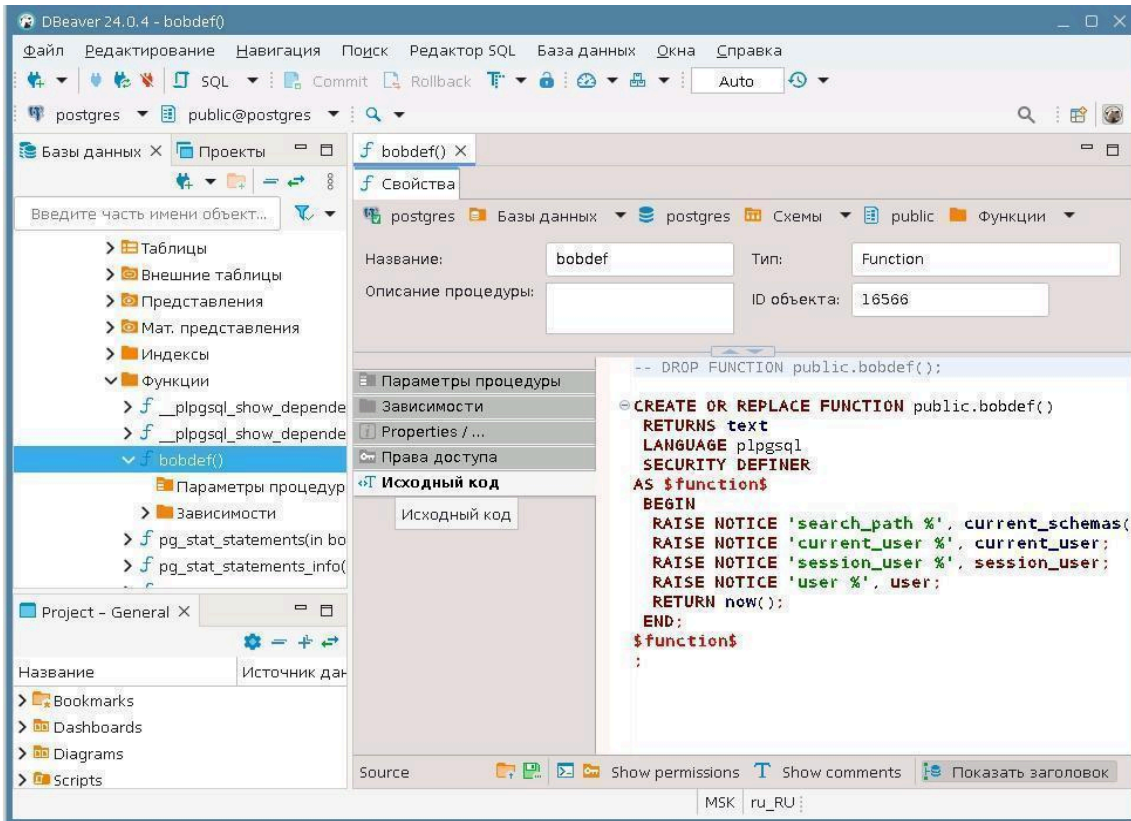 DBeaver 24.0.4 - bobdef()
Файл Редактирование Навигация Поиск Редактор SQL База данных Окна Справка
SQL Commit Rollback Auto
postgres public@postgres
Базы данных Проекты
Введите часть имени объект...
Таблицы
Внешние таблицы
Представления
Мат. представления
Индексы
Функции
__plpgsql_show_depende
__plpgsql_show_depende
bobdef()
Параметры процедур
Зависимости
pg_stat_statements(in bo
pg_stat_statements_info(
Project - General
Название Источник дан
Bookmarks
Dashboards
Diagrams
Scripts
bobdef()
Свойства
postgres Базы данных postgres Схемы public Функции
Название: bobdef Тип: Function
Описание процедуры: ID объекта: 16566
Параметры процедуры
Зависимости
Properties / ...
Права доступа
Исходный код
Исходный код
-- DROP FUNCTION public.bobdef();
CREATE OR REPLACE FUNCTION public.bobdef()
RETURNS text
LANGUAGE plpgsql
SECURITY DEFINER
AS $function$
BEGIN
RAISE NOTICE 'search_path %', current_schemas(
RAISE NOTICE 'current_user %', current_user;
RAISE NOTICE 'session_user %', session_user;
RAISE NOTICE 'user %', user;
RETURN now();
END;
$function$
;
Source Show permissions Show comments Показать заголовок
MSK ru_RU